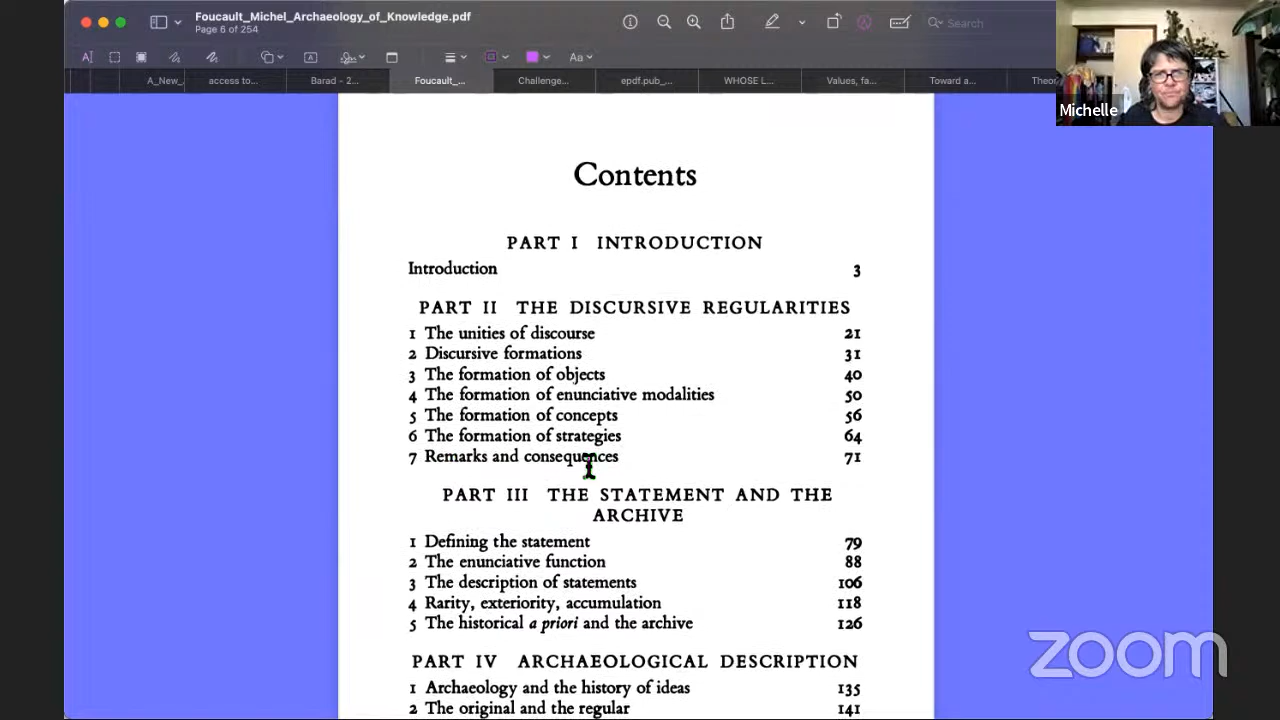 Foucault_Michel_Archaeology_of_Knowledge.pdf
Page 6 of 254
Search
Aa
A_New_
access to...
Barad - 2...
Foucault_...
Challenge...
epdf.pub_...
WHOSE L...
Values, fa...
Toward a...
Theor
Michelle
Contents
PART I INTRODUCTION
Introduction 3
PART II THE DISCURSIVE REGULARITIES
1 The unities of discourse 21
2 Discursive formations 31
3 The formation of objects 40
4 The formation of enunciative modalities 50
5 The formation of concepts 56
6 The formation of strategies 64
7 Remarks and consequences 71
PART III THE STATEMENT AND THE
ARCHIVE
1 Defining the statement 79
2 The enunciative function 88
3 The description of statements 106
4 Rarity, exteriority, accumulation 118
5 The historical a priori and the archive 126
PART IV ARCHAEOLOGICAL DESCRIPTION
1 Archaeology and the history of ideas 135
2 The original and the regular 141
zoom